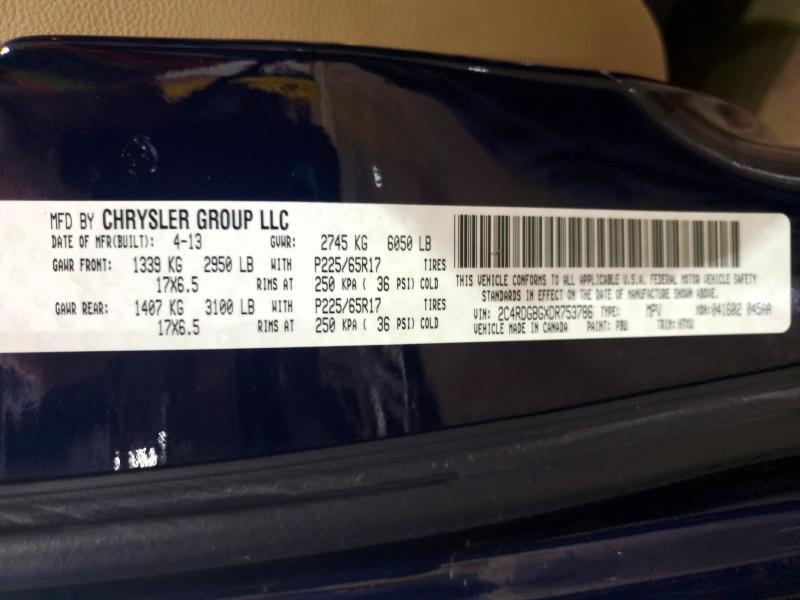 MFD BY CHRYSLER GROUP LLC
DATE OF MFR(BUILT): 4-13 GVWR: 2745 KG 6050 LB
GAWR FRONT: 1339 KG 2950 LB WITH P225/65R17 TIRES
17X6.5 RIMS AT 250 KPA ( 36 PSI) COLD
GAWR REAR: 1407 KG 3100 LB WITH P225/65R17 TIRES
17X6.5 RIMS AT 250 KPA ( 36 PSI) COLD
THIS VEHICLE CONFORMS TO ALL APPLICABLE U.S.A. FEDERAL MOTOR VEHICLE SAFETY
STANDARDS IN EFFECT ON THE DATE OF MANUFACTURE SHOWN ABOVE.
VIN: 2C4RDGBGXDR753786 TYPE: MPV MDH: 041602 045AA
VEHICLE MADE IN CANADA PAINT: PBU TRIM: